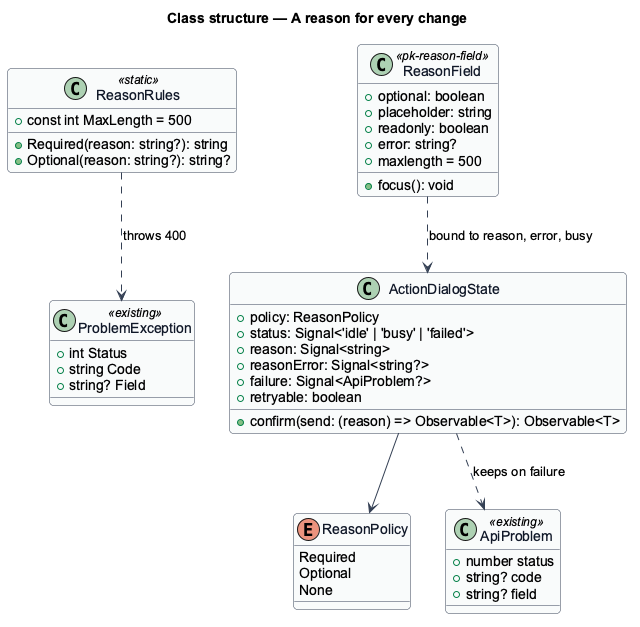 Class structure — A reason for every change
C
«static»
ReasonRules
const int MaxLength = 500
Required(reason: string?): string
Optional(reason: string?): string?
C
«pk-reason-field»
ReasonField
optional: boolean
placeholder: string
readonly: boolean
error: string?
maxlength = 500
focus(): void
throws 400
bound to reason, error, busy
C
«existing»
ProblemException
int Status
string Code
string? Field
C
ActionDialogState
policy: ReasonPolicy
status: Signal<'idle' | 'busy' | 'failed'>
reason: Signal<string>
reasonError: Signal<string?>
failure: Signal<ApiProblem?>
retryable: boolean
confirm(send: (reason) => Observable<T>): Observable<T>
keeps on failure
E
ReasonPolicy
Required
Optional
None
C
«existing»
ApiProblem
number status
string? code
string? field